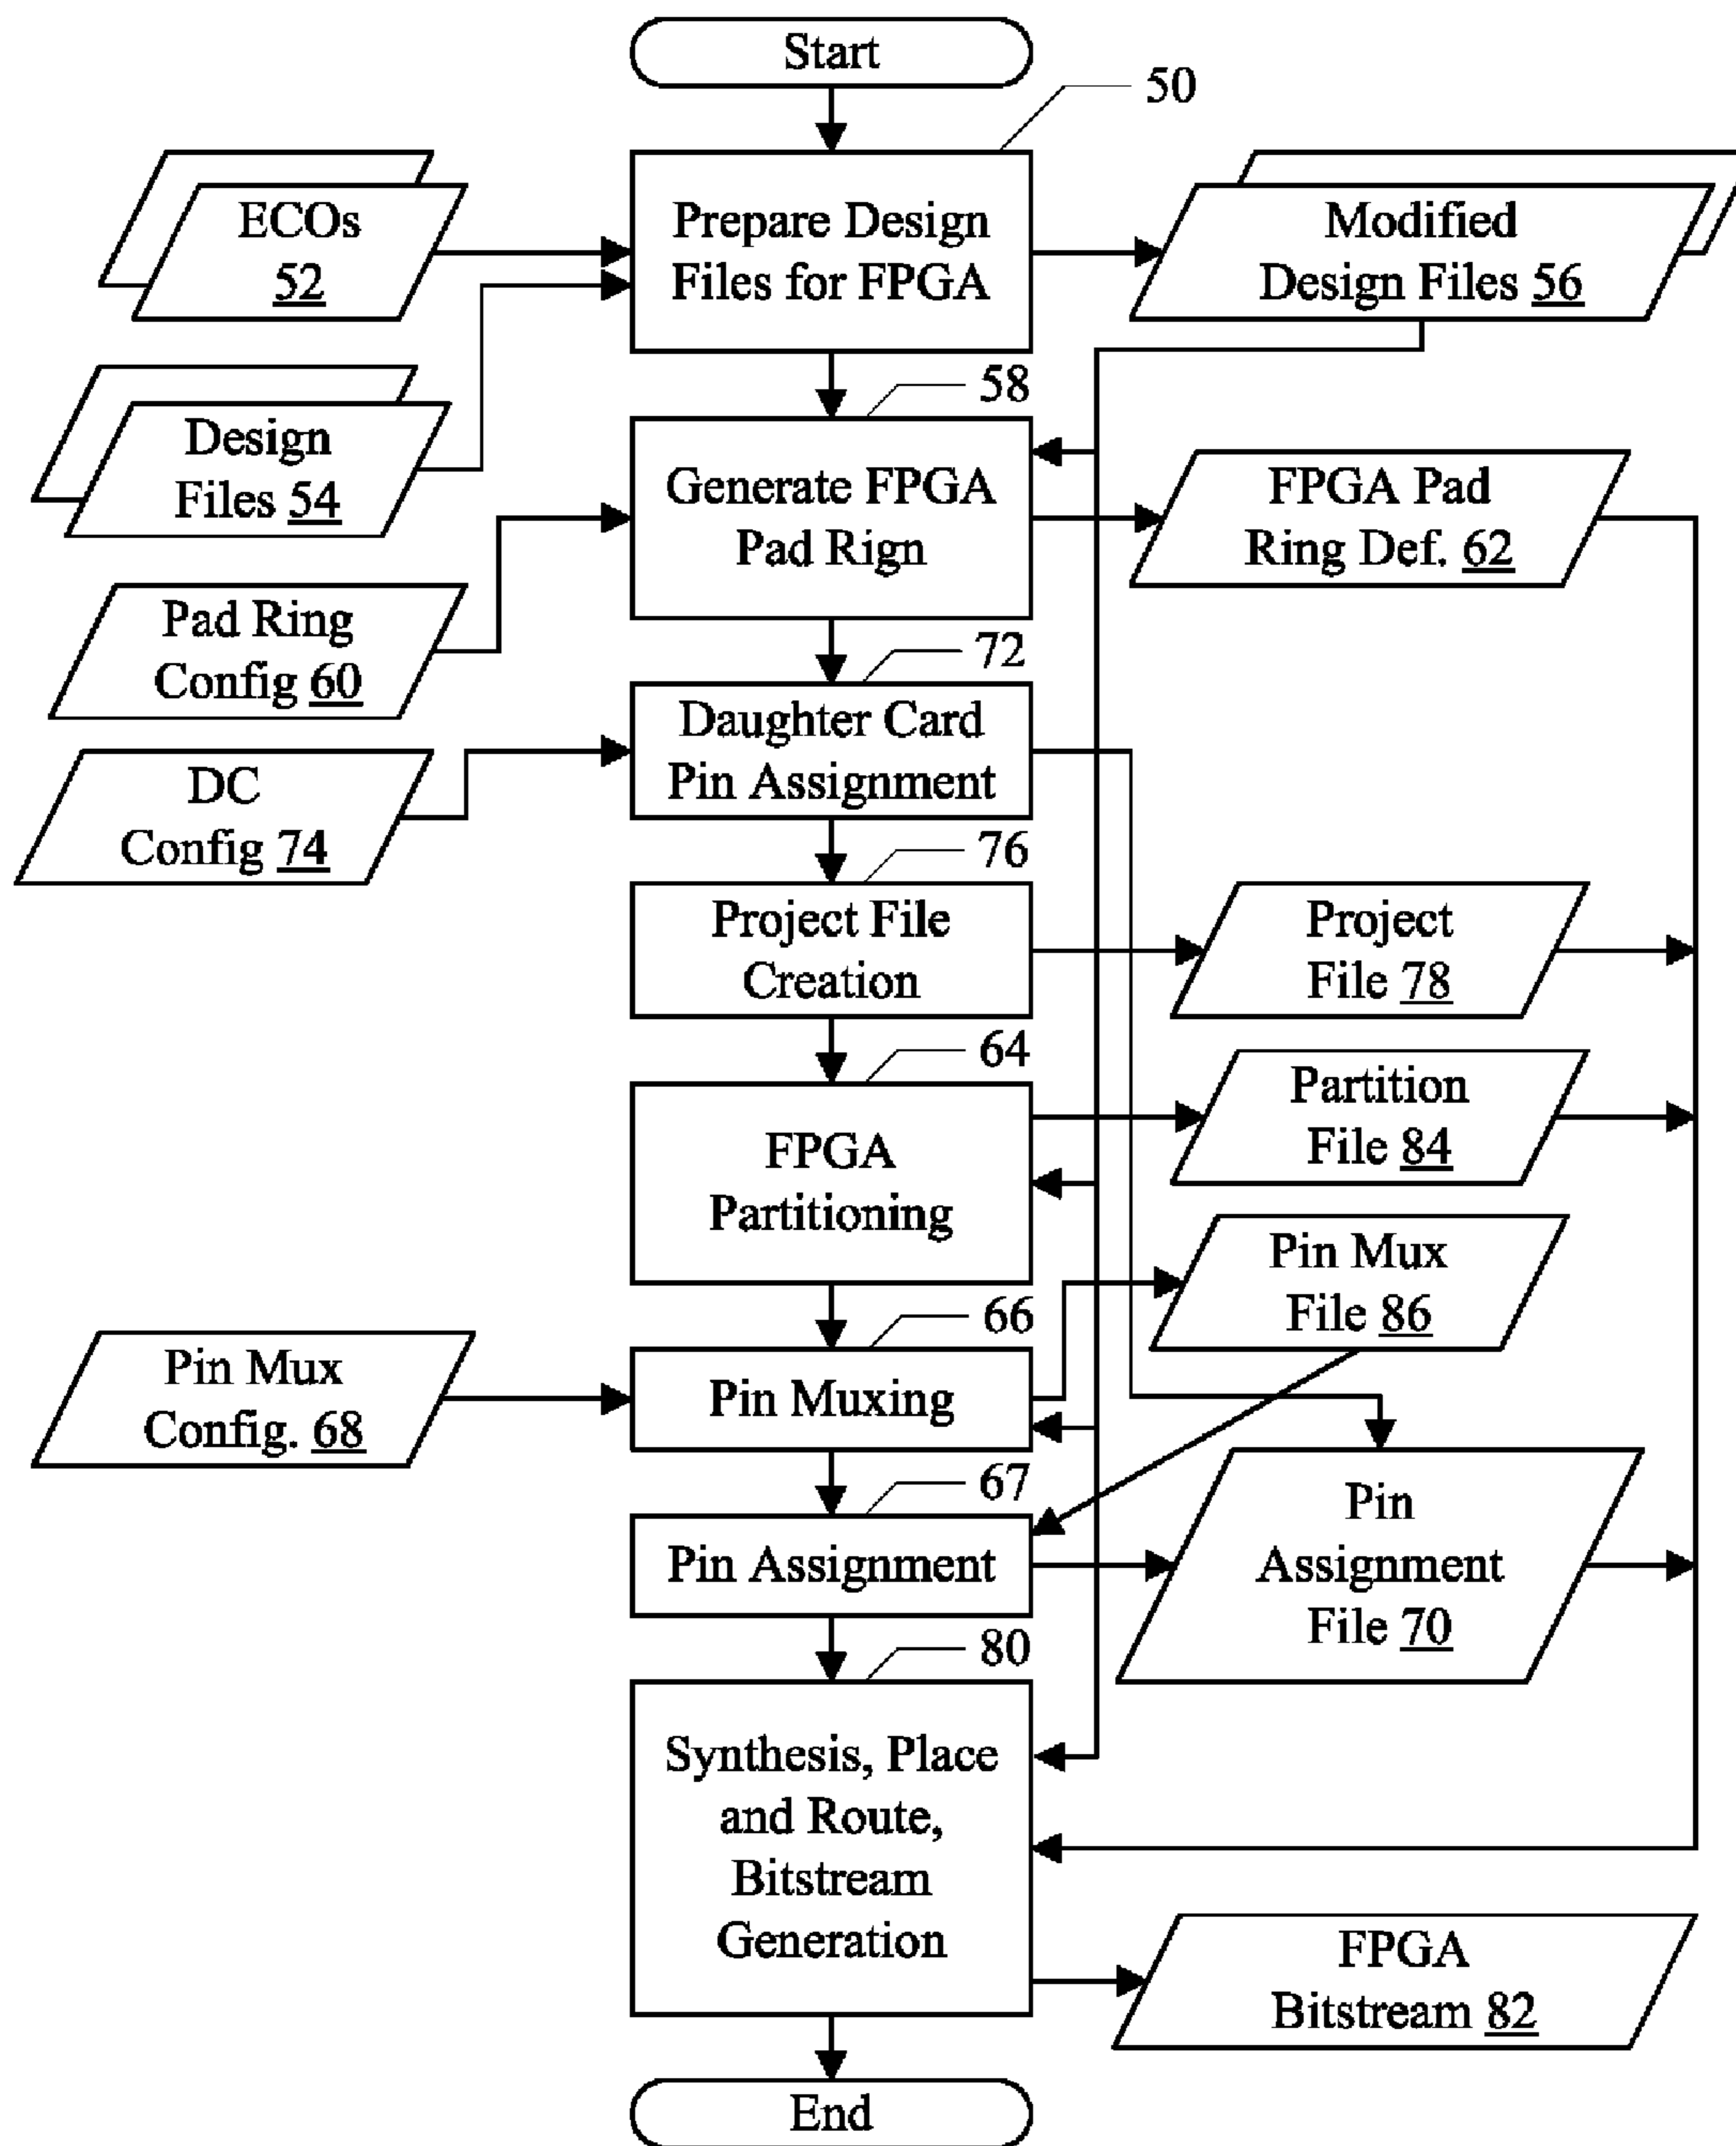 Start
50
ECOs
52
Prepare Design
Files for FPGA
Modified
Design Files 56
58
Design
Files 54
Generate FPGA
Pad Rign
FPGA Pad
Ring Def. 62
Pad Ring
Config 60
72
Daughter Card
Pin Assignment
DC
Config 74
76
Project File
Creation
Project
File 78
64
FPGA
Partitioning
Partition
File 84
Pin Mux
File 86
66
Pin Mux
Config. 68
Pin Muxing
67
Pin Assignment
Pin
Assignment
File 70
80
Synthesis, Place
and Route,
Bitstream
Generation
FPGA
Bitstream 82
End